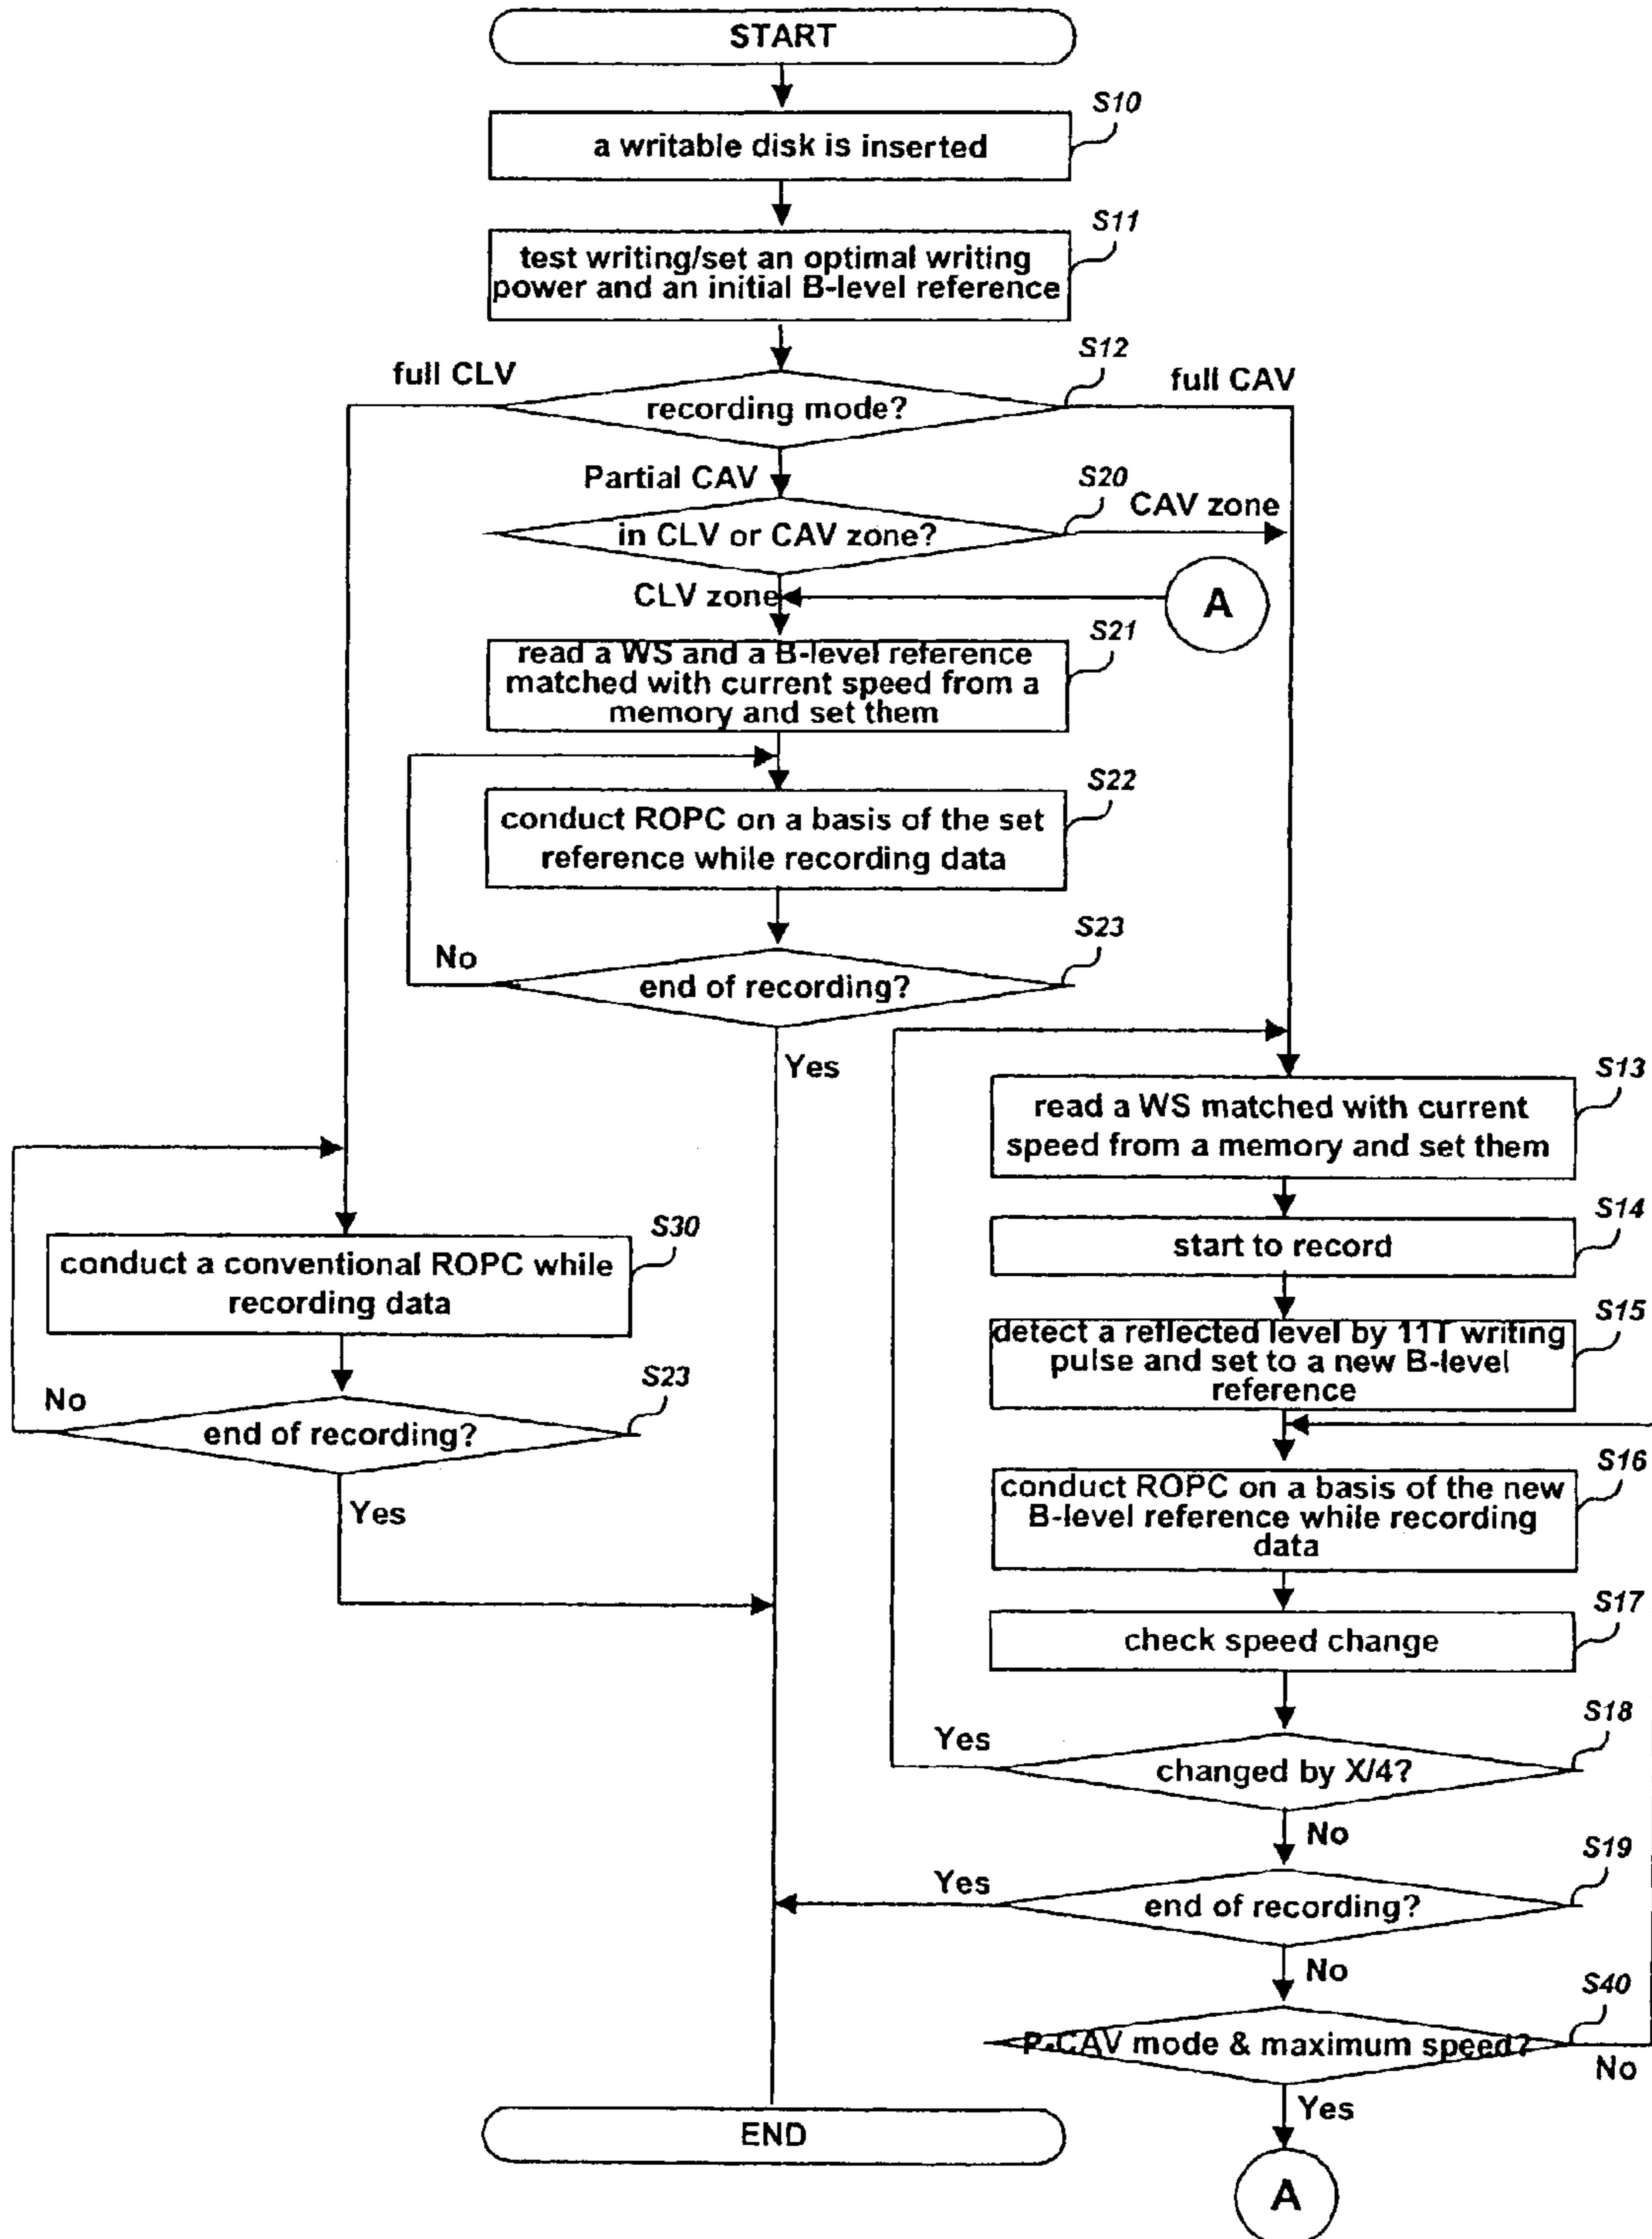 START
S10
a writable disk is inserted
S11
test writing/set an optimal writing
power and an initial B-level reference
S12
full CLV
full CAV
recording mode?
Partial CAV
S20
CAV zone
in CLV or CAV zone?
CLV zone
A
S21
read a WS and a B-level reference
matched with current speed from a
memory and set them
S22
conduct ROPC on a basis of the set
reference while recording data
S23
No
end of recording?
Yes
S13
read a WS matched with current
speed from a memory and set them
S30
conduct a conventional ROPC while
recording data
S14
start to record
S15
detect a reflected level by 11T writing
pulse and set to a new B-level
reference
S23
No
end of recording?
Yes
S16
conduct ROPC on a basis of the new
B-level reference while recording
data
S17
check speed change
S18
Yes
changed by X/4?
No
S19
Yes
end of recording?
No
S40
P-CAV mode & maximum speed?
No
Yes
END
A